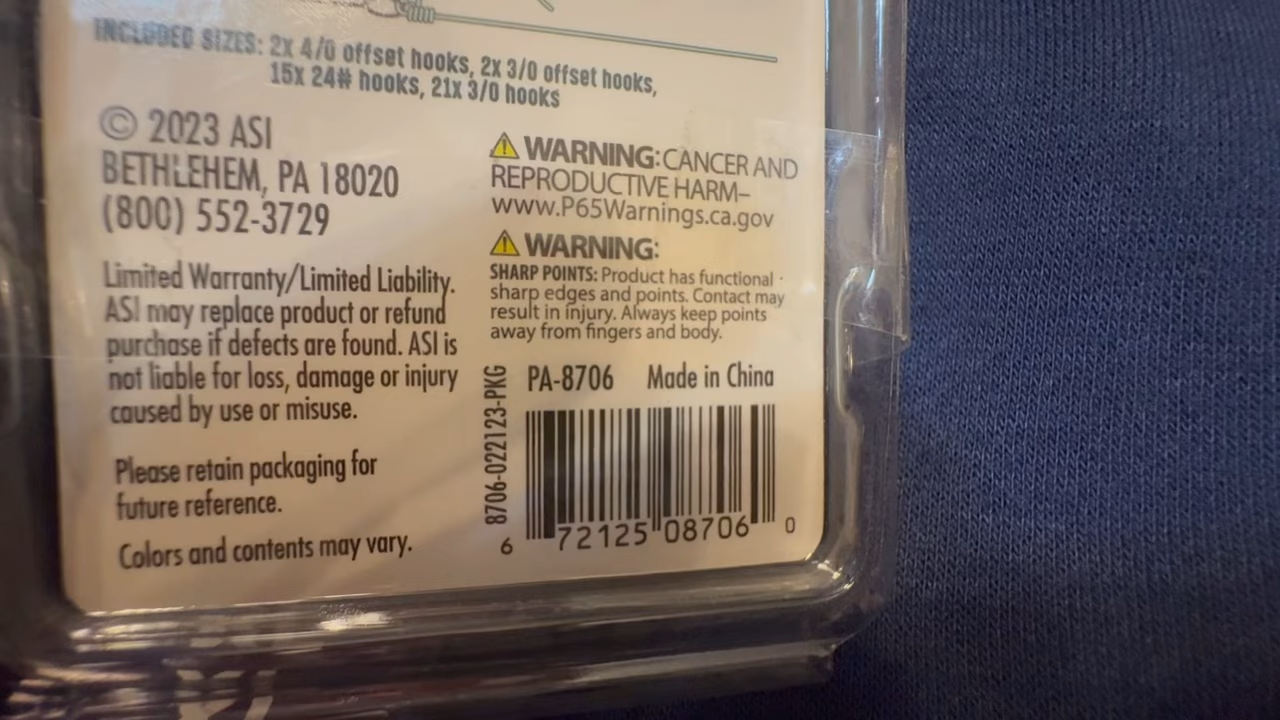 INCLUDED SIZES: 2X 4/0 offset hooks, 2X 3/0 offset hooks,
15x 24# hooks, 21X 3/0 hooks
© 2023 ASI
BETHLEHEM, PA 18020
(800) 552-3729
Limited Warranty/Limited Liability.
ASI may replace product or refund
purchase if defects are found. ASI is
not liable for loss, damage or injury
caused by use or misuse.
Please retain packaging for
future reference.
Colors and contents may vary.
WARNING: CANCER AND
REPRODUCTIVE HARM–
www.P65Warnings.ca.gov
WARNING:
SHARP POINTS: Product has functional
sharp edges and points. Contact may
result in injury. Always keep points
away from fingers and body.
8706-022123-PKG
PA-8706 Made in China
6 72125 08706 0